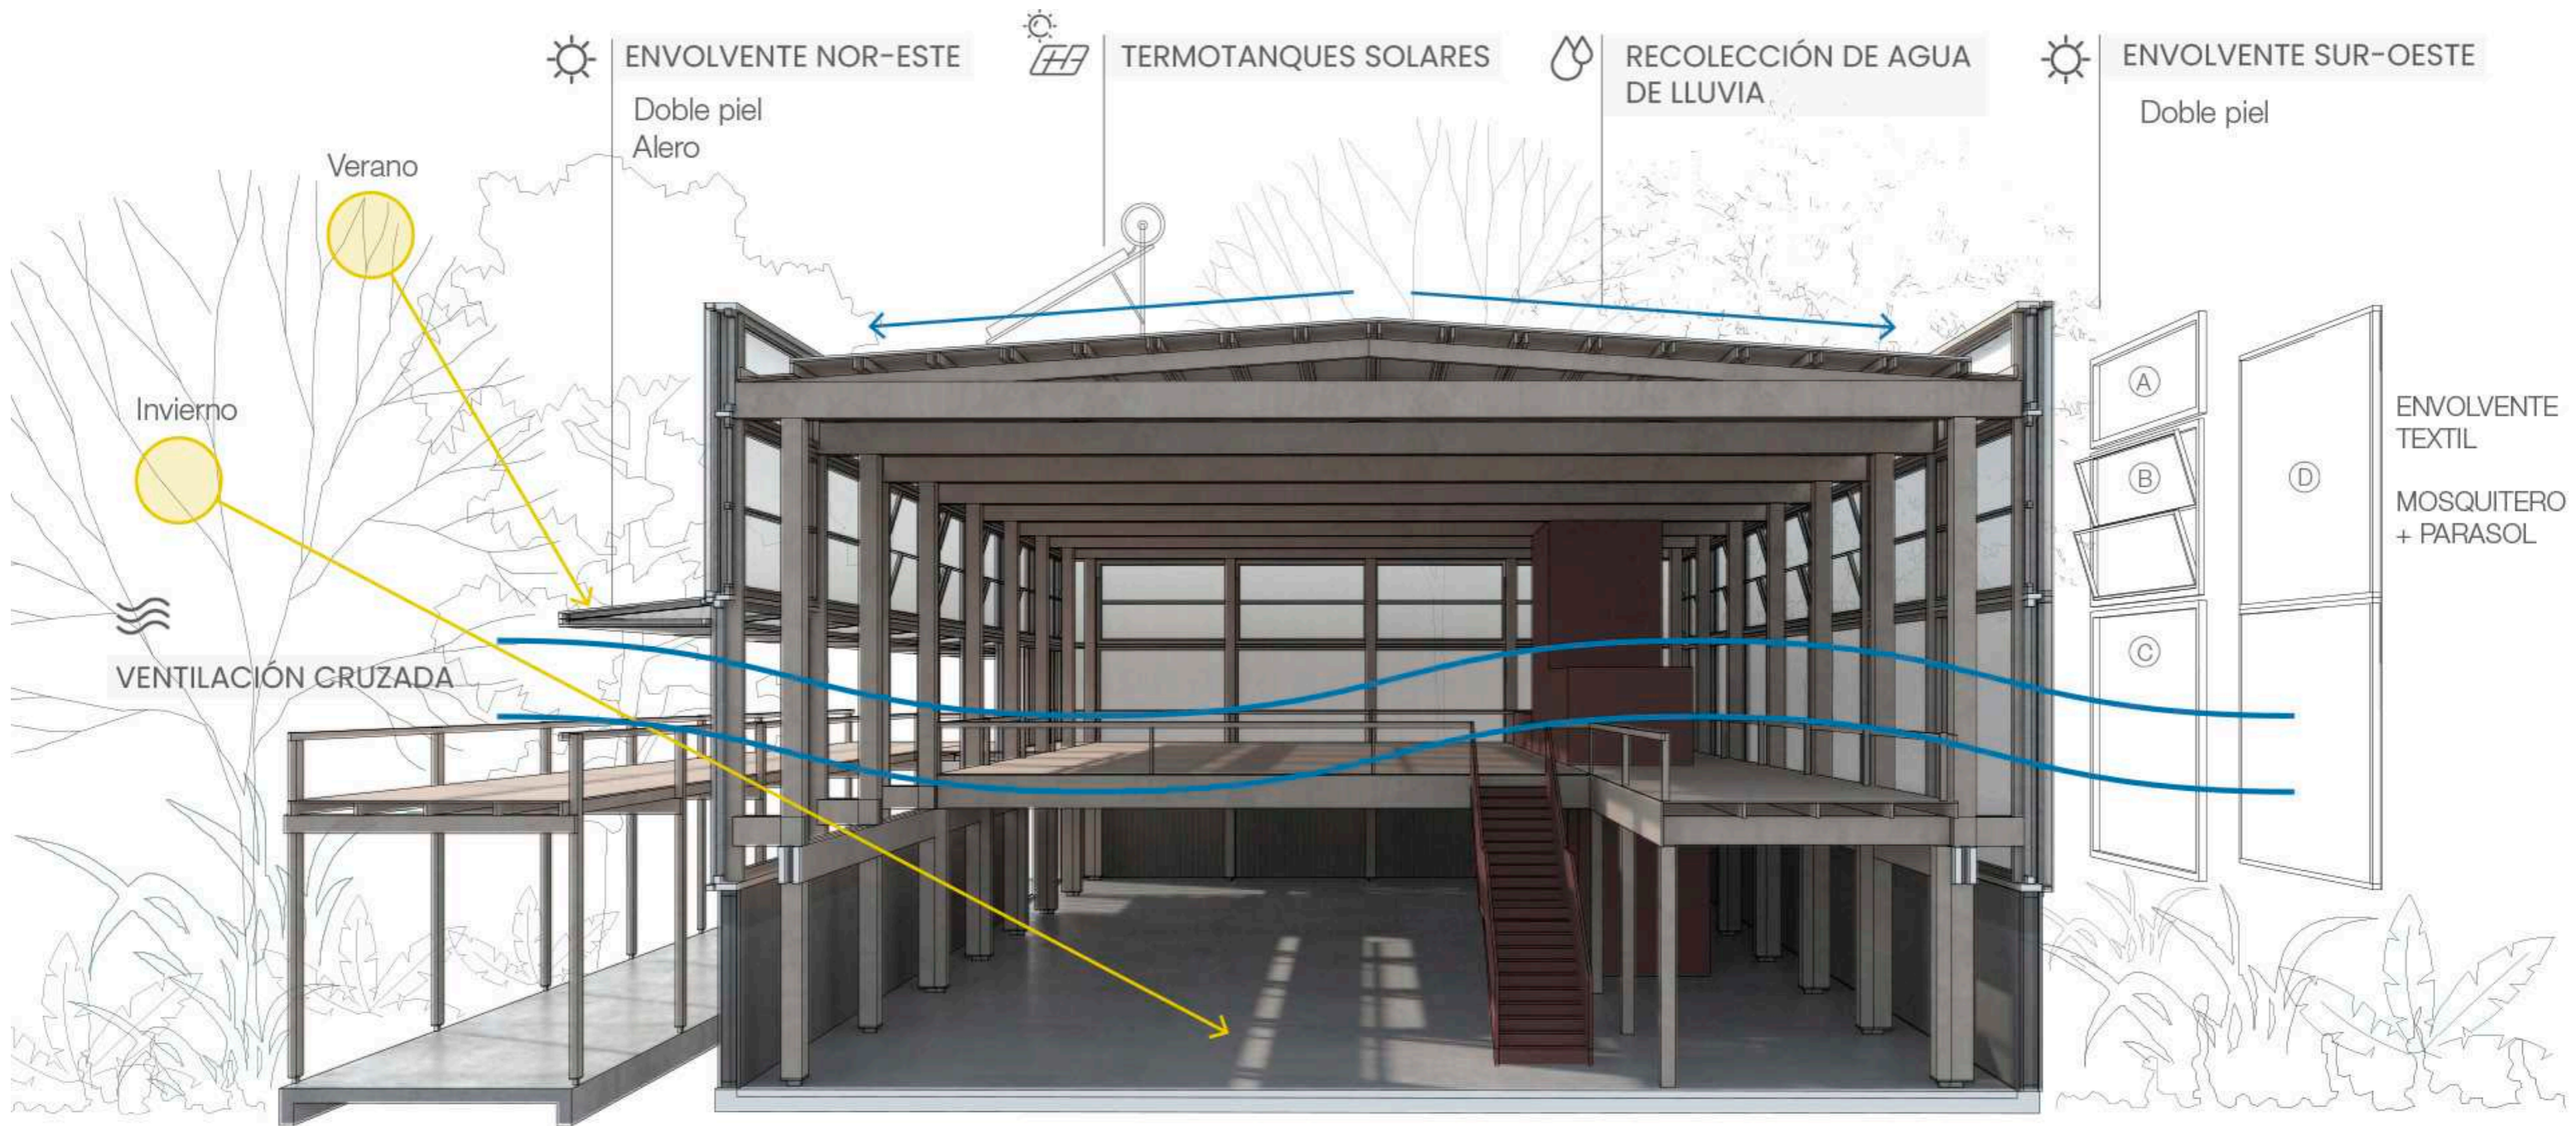 ENVOLVENTE NOR-ESTE
Doble piel
Alero
TERMOTANQUES SOLARES
RECOLECCIÓN DE AGUA
DE LLUVIA
ENVOLVENTE SUR-OESTE
Doble piel
Verano
Invierno
VENTILACIÓN CRUZADA
A
B
C
D
ENVOLVENTE
TEXTIL
MOSQUITERO
+ PARASOL